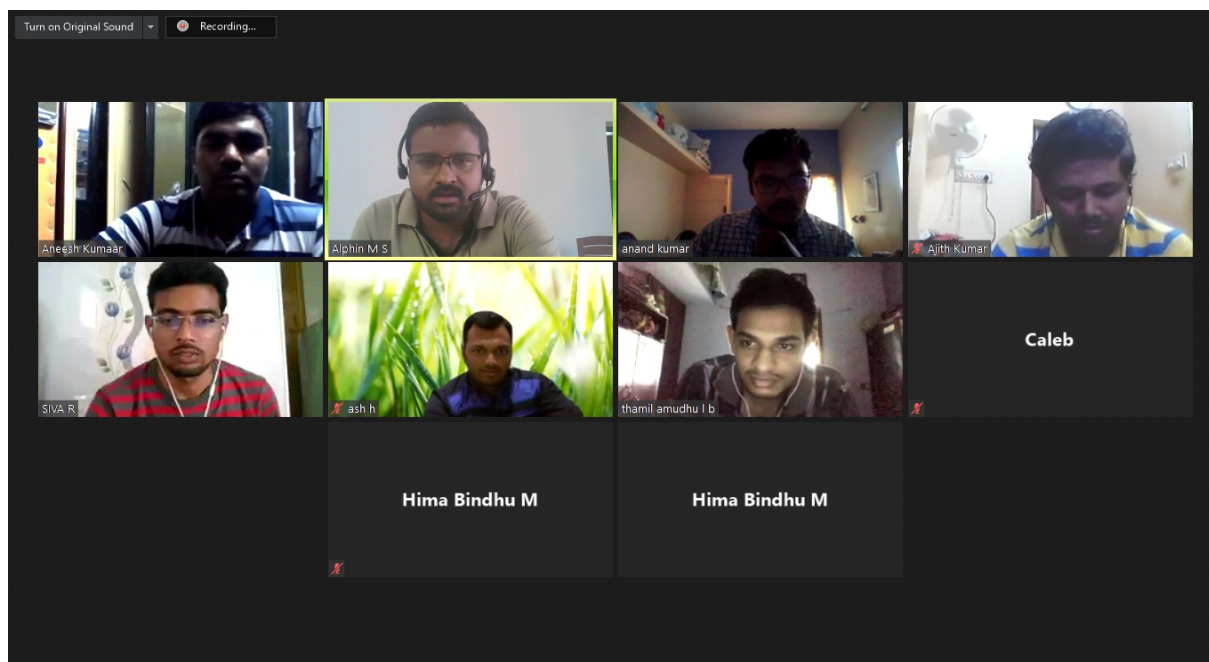 Turn on Original Sound
Recording...
Aneesh Kumaar
Alphin M S
anand kumar
Ajith Kumar
SIVA R
ash h
thamil amudhu l b
Caleb
Hima Bindhu M
Hima Bindhu M